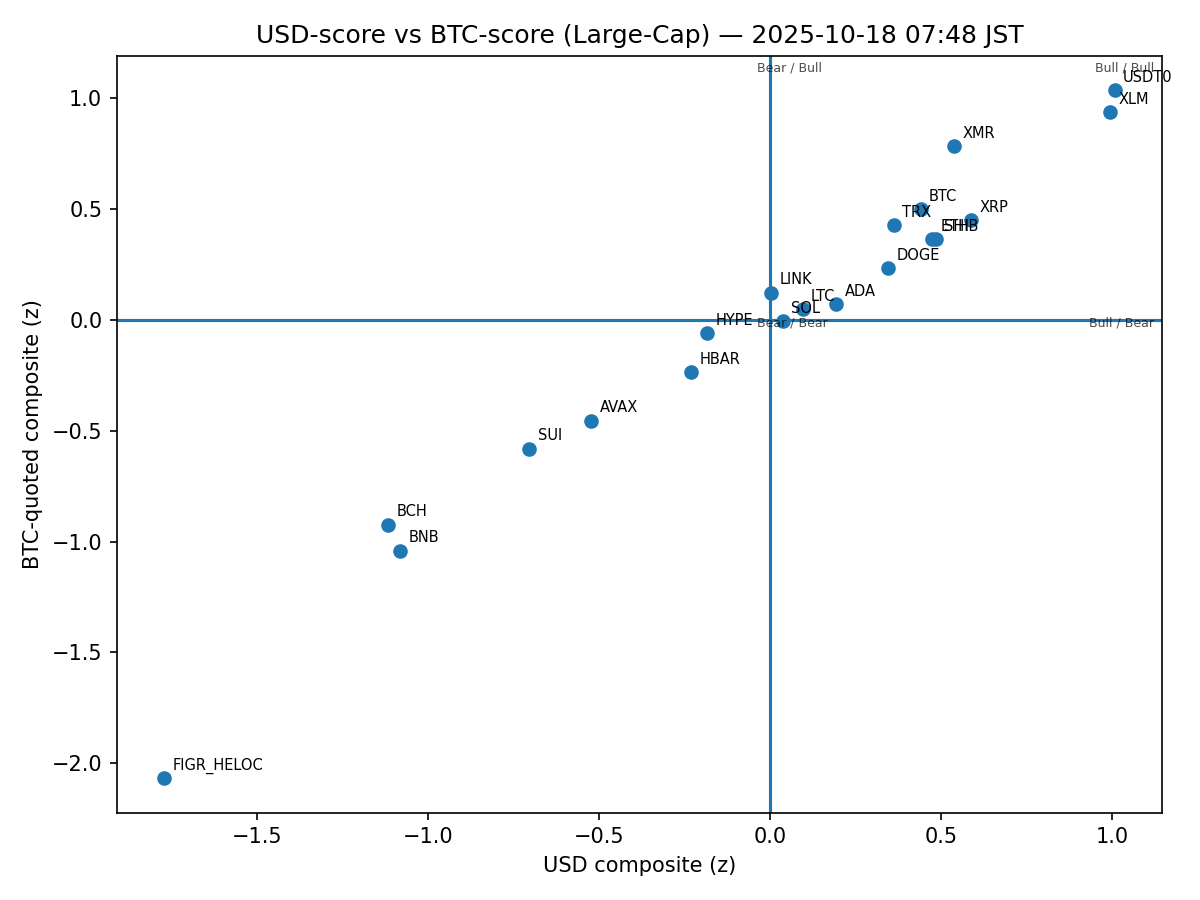 USD-score vs BTC-score (Large-Cap) — 2025-10-18 07:48 JST
Bear / Bull
Bull / Bull
USDT0
XLM
XMR
BTC
XRP
TRX
ETH
SHIB
DOGE
LINK
ADA
LTC
SOL
HYPE
Bear / Bear
Bull / Bear
HBAR
AVAX
SUI
BCH
BNB
FIGR_HELOC
1.0
0.5
0.0
−0.5
−1.0
−1.5
−2.0
BTC-quoted composite (z)
−1.5
−1.0
−0.5
0.0
0.5
1.0
USD composite (z)